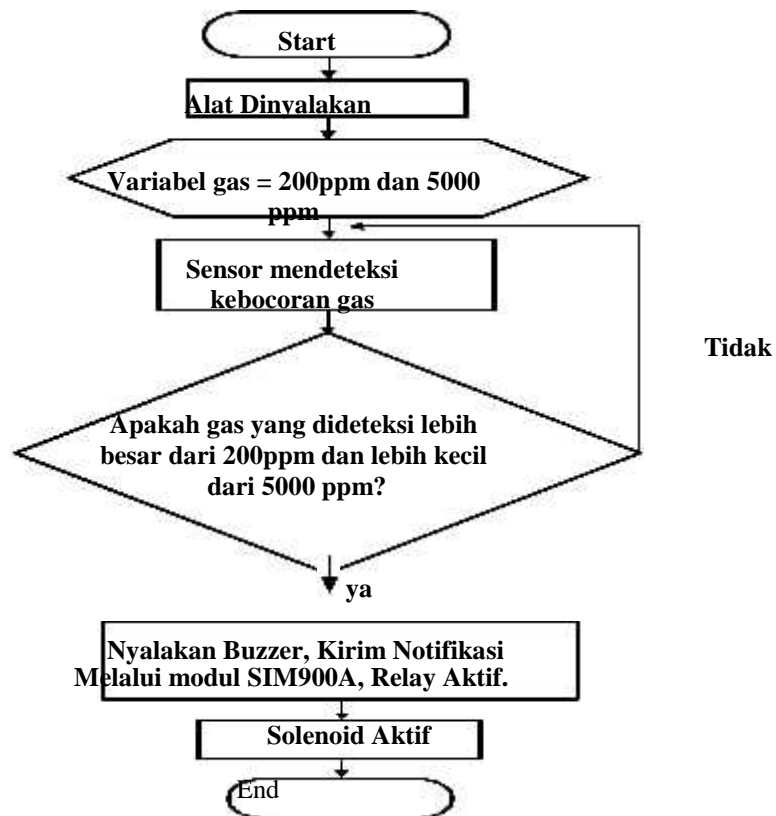 Start
Alat Dinyalakan
Variabel gas = 200ppm dan 5000
ppm
Sensor mendeteksi
kebocoran gas
Tidak
Apakah gas yang dideteksi lebih
besar dari 200ppm dan lebih kecil
dari 5000 ppm?
ya
Nyalakan Buzzer, Kirim Notifikasi
Melalui modul SIM900A, Relay Aktif.
Solenoid Aktif
End